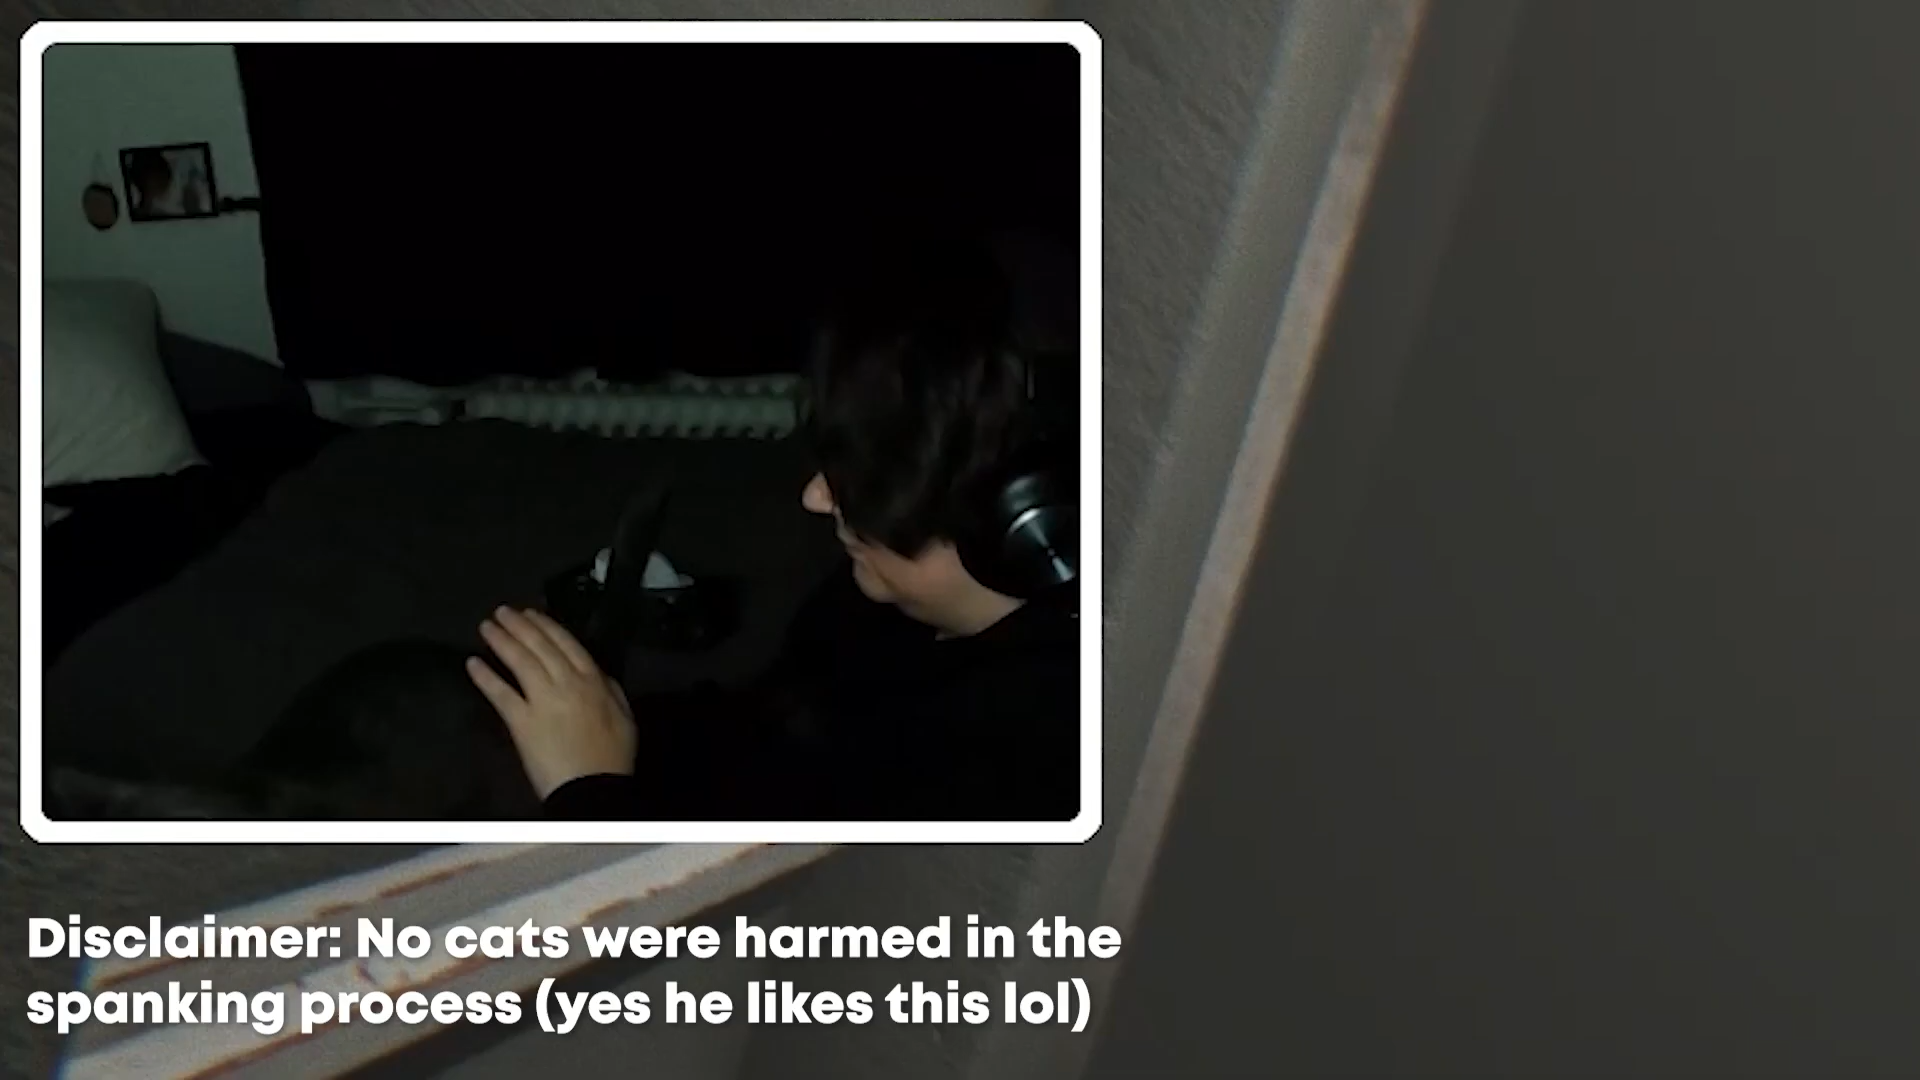 Disclaimer: No cats were harmed in the
spanking process (yes he likes this lol)